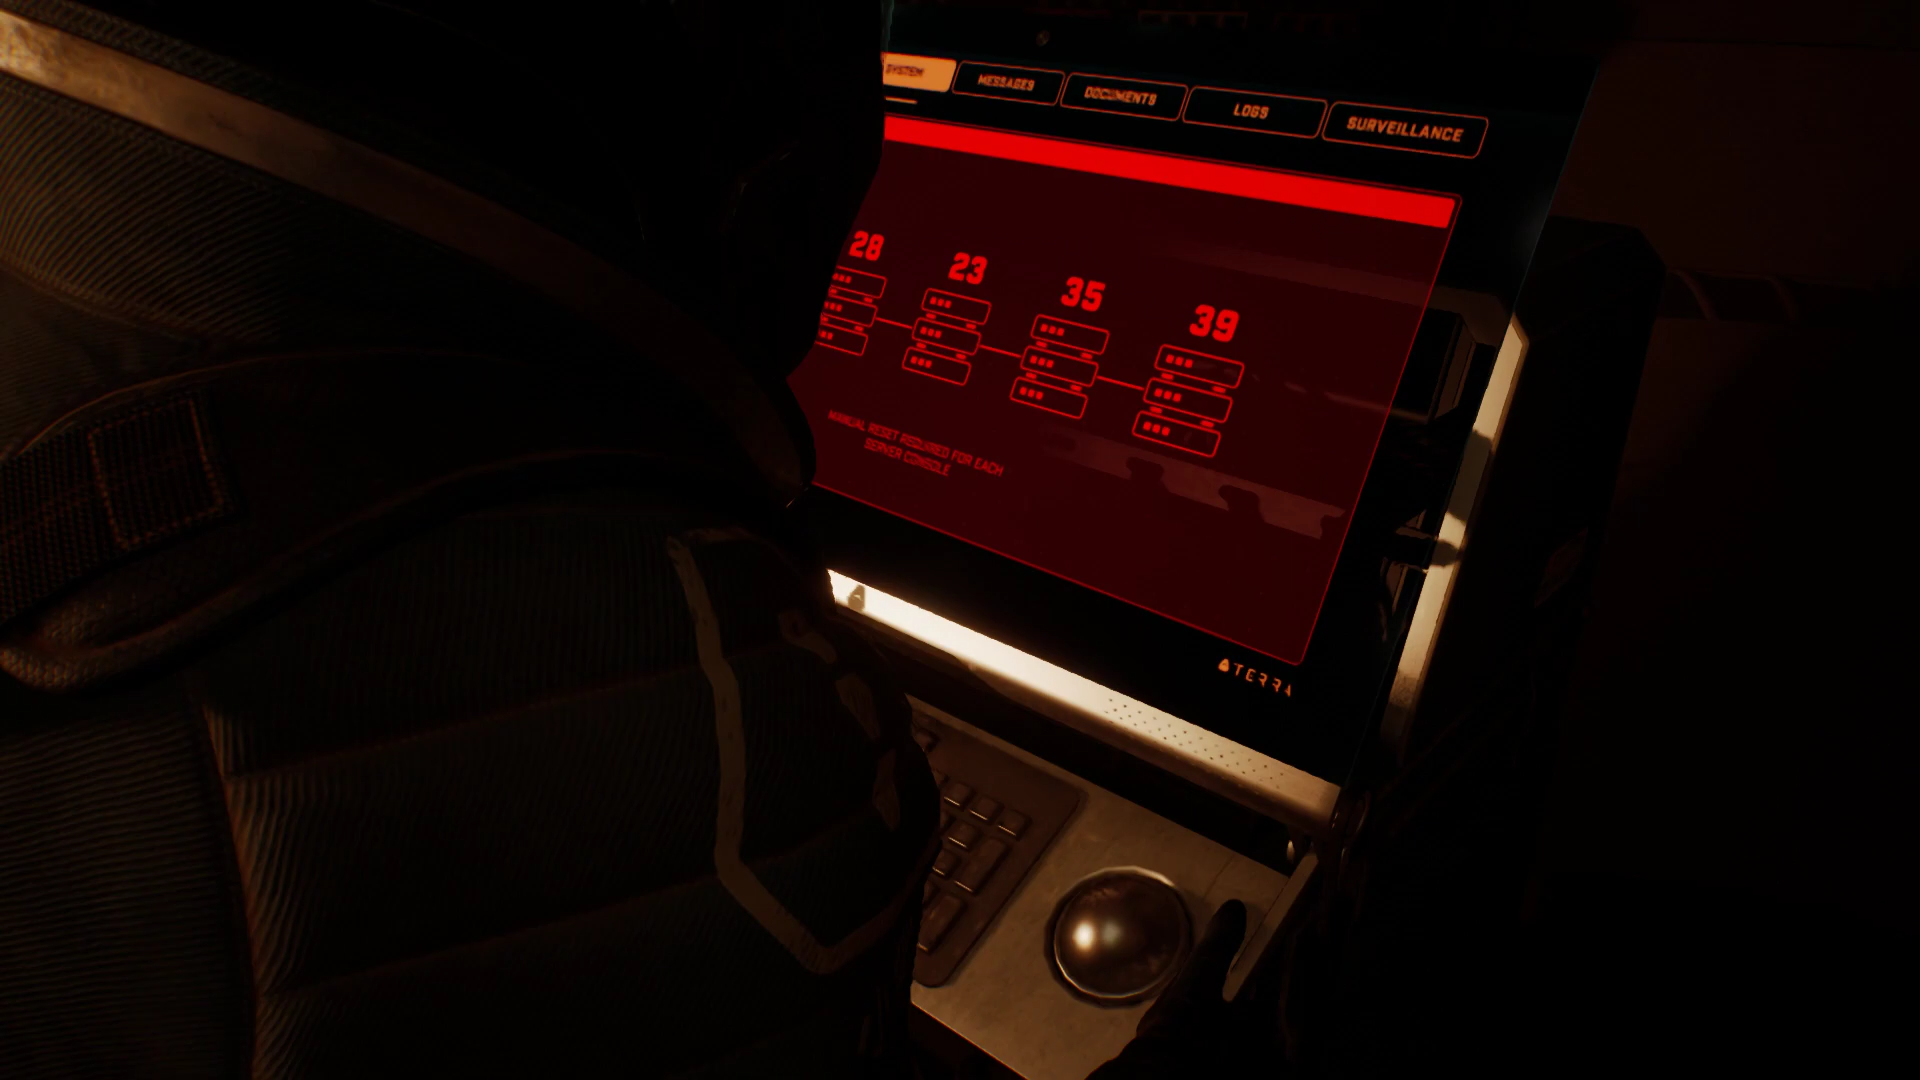 SYSTEM MESSAGES DOCUMENTS LOGS SURVEILLANCE
28 23 35 39
MANUAL RESET REQUIRED FOR EACH
SERVER CONSOLE
TERRA